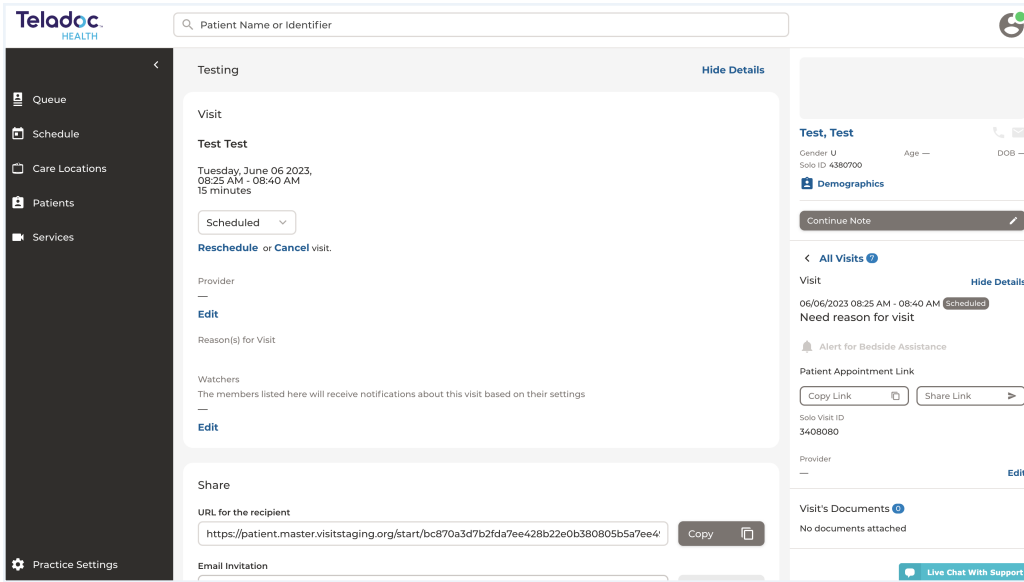 Teladoc
HEALTH
Patient Name or Identifier
Queue
Schedule
Care Locations
Patients
Services
Practice Settings
Testing
Hide Details
Visit
Test Test
Tuesday, June 06 2023,
08:25 AM - 08:40 AM
15 minutes
Scheduled
Reschedule or Cancel visit.
Provider
—
Edit
Reason(s) for Visit
Watchers
The members listed here will receive notifications about this visit based on their settings
—
Edit
Share
URL for the recipient
https://patient.master.visitstaging.org/start/bc870a3d7b2fda7ee428b22e0b380805b5a7ee4
Copy
Email Invitation
Test, Test
Gender U Age — DOB —
Solo ID 4380700
Demographics
Continue Note
All Visits 7
Visit
Hide Details
06/06/2023 08:25 AM - 08:40 AM Scheduled
Need reason for visit
Alert for Bedside Assistance
Patient Appointment Link
Copy Link Share Link
Solo Visit ID
3408080
Provider
—
Edit
Visit's Documents 0
No documents attached
Live Chat With Support